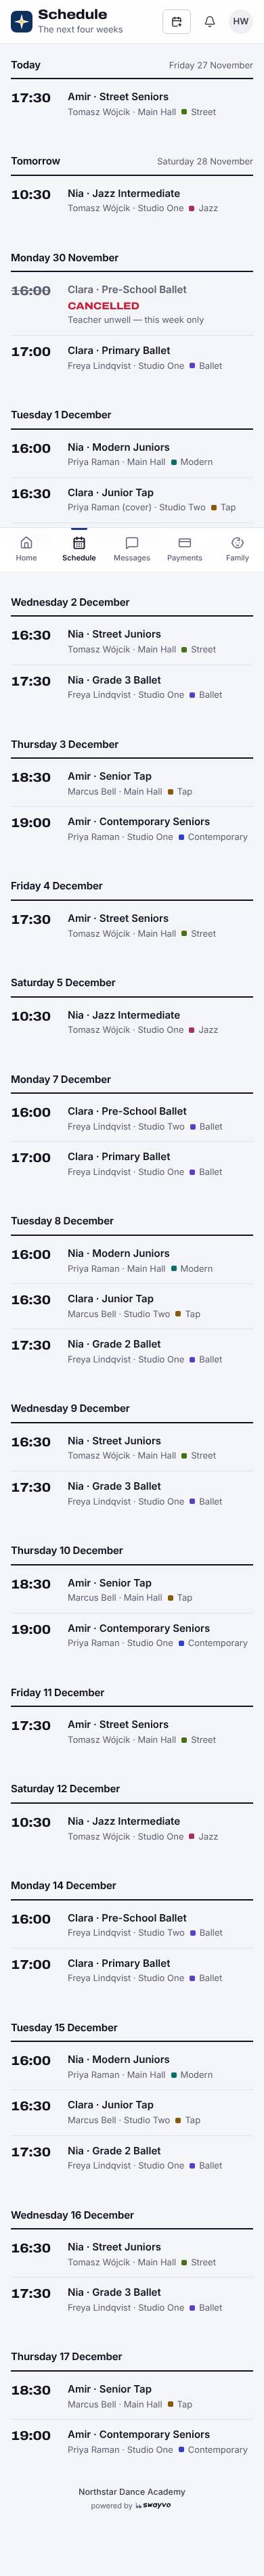 Schedule
The next four weeks
HW
Today
Friday 27 November
17:30
Amir · Street Seniors
Tomasz Wójcik · Main Hall Street
Tomorrow
Saturday 28 November
10:30
Nia · Jazz Intermediate
Tomasz Wójcik · Studio One Jazz
Monday 30 November
16:00
Clara · Pre-School Ballet
CANCELLED
Teacher unwell — this week only
17:00
Clara · Primary Ballet
Freya Lindqvist · Studio One Ballet
Tuesday 1 December
16:00
Nia · Modern Juniors
Priya Raman · Main Hall Modern
16:30
Clara · Junior Tap
Priya Raman (cover) · Studio Two Tap
Home
Schedule
Messages
Payments
Family
Wednesday 2 December
16:30
Nia · Street Juniors
Tomasz Wójcik · Main Hall Street
17:30
Nia · Grade 3 Ballet
Freya Lindqvist · Studio One Ballet
Thursday 3 December
18:30
Amir · Senior Tap
Marcus Bell · Main Hall Tap
19:00
Amir · Contemporary Seniors
Priya Raman · Studio One Contemporary
Friday 4 December
17:30
Amir · Street Seniors
Tomasz Wójcik · Main Hall Street
Saturday 5 December
10:30
Nia · Jazz Intermediate
Tomasz Wójcik · Studio One Jazz
Monday 7 December
16:00
Clara · Pre-School Ballet
Freya Lindqvist · Studio Two Ballet
17:00
Clara · Primary Ballet
Freya Lindqvist · Studio One Ballet
Tuesday 8 December
16:00
Nia · Modern Juniors
Priya Raman · Main Hall Modern
16:30
Clara · Junior Tap
Marcus Bell · Studio Two Tap
17:30
Nia · Grade 2 Ballet
Freya Lindqvist · Studio One Ballet
Wednesday 9 December
16:30
Nia · Street Juniors
Tomasz Wójcik · Main Hall Street
17:30
Nia · Grade 3 Ballet
Freya Lindqvist · Studio One Ballet
Thursday 10 December
18:30
Amir · Senior Tap
Marcus Bell · Main Hall Tap
19:00
Amir · Contemporary Seniors
Priya Raman · Studio One Contemporary
Friday 11 December
17:30
Amir · Street Seniors
Tomasz Wójcik · Main Hall Street
Saturday 12 December
10:30
Nia · Jazz Intermediate
Tomasz Wójcik · Studio One Jazz
Monday 14 December
16:00
Clara · Pre-School Ballet
Freya Lindqvist · Studio Two Ballet
17:00
Clara · Primary Ballet
Freya Lindqvist · Studio One Ballet
Tuesday 15 December
16:00
Nia · Modern Juniors
Priya Raman · Main Hall Modern
16:30
Clara · Junior Tap
Marcus Bell · Studio Two Tap
17:30
Nia · Grade 2 Ballet
Freya Lindqvist · Studio One Ballet
Wednesday 16 December
16:30
Nia · Street Juniors
Tomasz Wójcik · Main Hall Street
17:30
Nia · Grade 3 Ballet
Freya Lindqvist · Studio One Ballet
Thursday 17 December
18:30
Amir · Senior Tap
Marcus Bell · Main Hall Tap
19:00
Amir · Contemporary Seniors
Priya Raman · Studio One Contemporary
Northstar Dance Academy
powered by swayvo